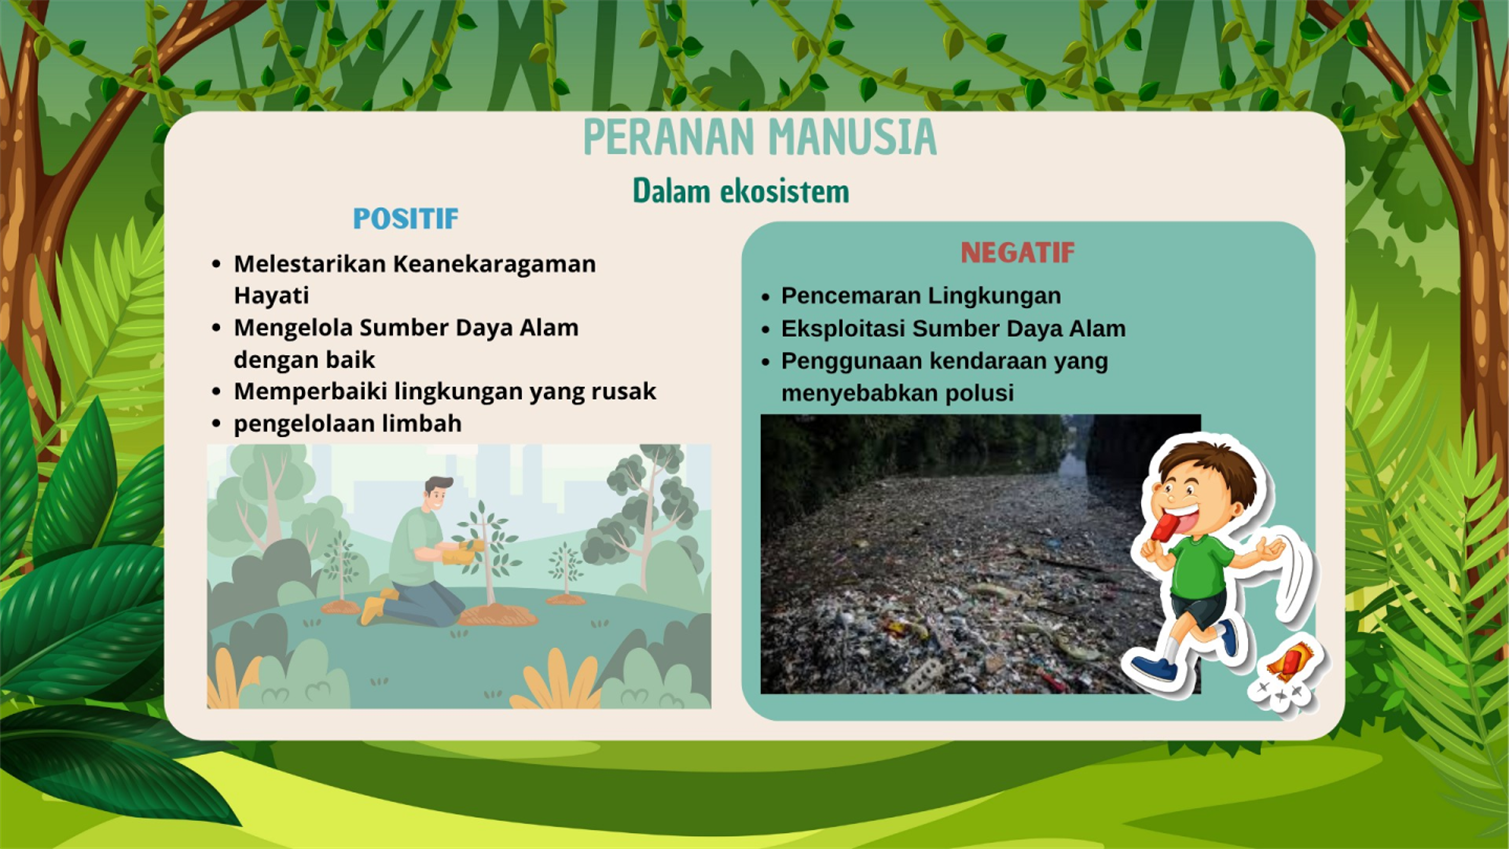 PERANAN MANUSIA
Dalam ekosistem
POSITIF
• Melestarikan Keanekaragaman
Hayati
• Mengelola Sumber Daya Alam
dengan baik
• Memperbaiki lingkungan yang rusak
• pengelolaan limbah
NEGATIF
• Pencemaran Lingkungan
• Eksploitasi Sumber Daya Alam
• Penggunaan kendaraan yang
menyebabkan polusi